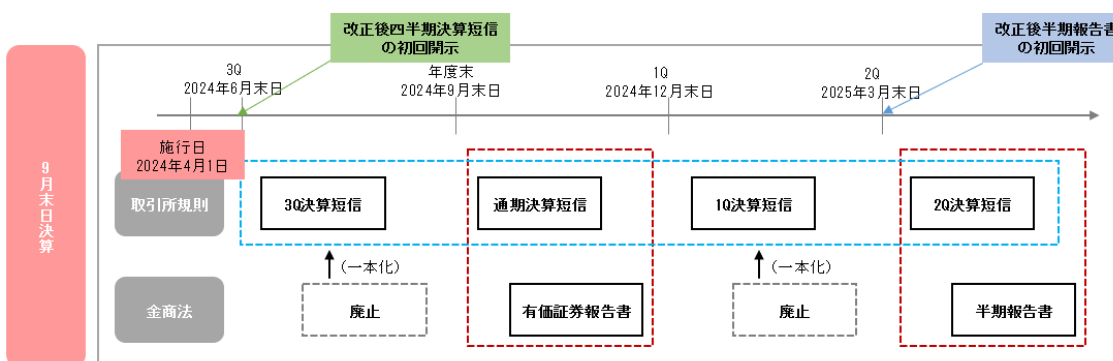 改正後四半期決算短信
の初回開示
改正後半期報告書
の初回開示
3Q
2024年6月末日
年度末
2024年9月末日
1Q
2024年12月末日
2Q
2025年3月末日
施行日
2024年4月1日
9月末日決算
取引所規則
3Q決算短信
通期決算短信
1Q決算短信
2Q決算短信
(一本化)
(一本化)
金商法
廃止
有価証券報告書
廃止
半期報告書